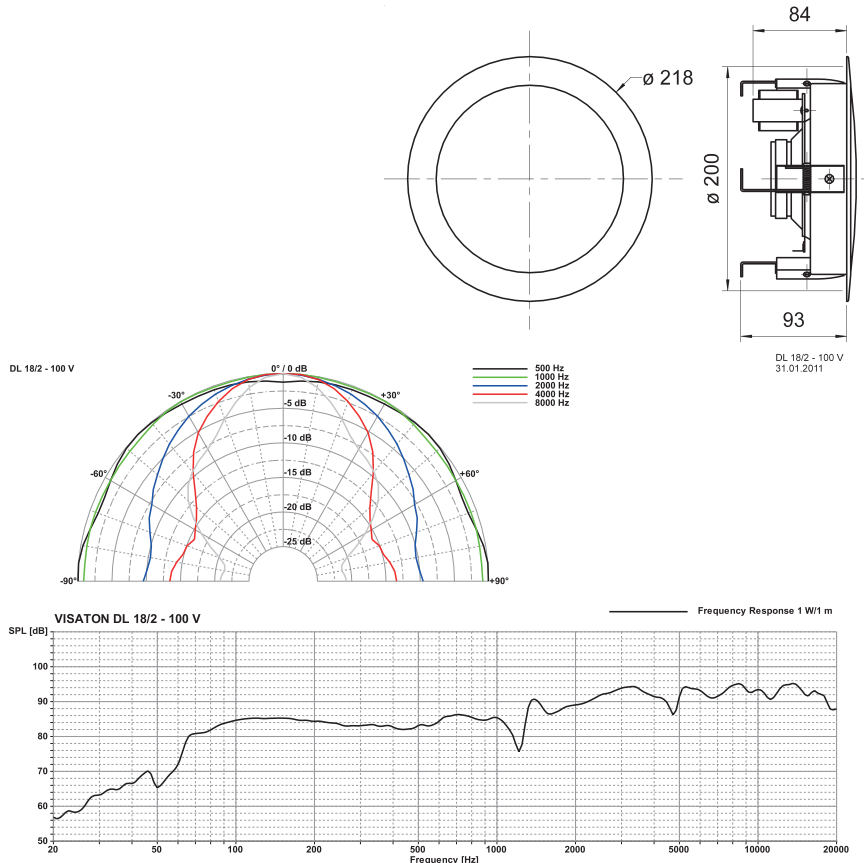 84
ø 218
ø 200
93
DL 18/2 - 100 V
31.01.2011
DL 18/2 - 100 V
0° / 0 dB
-30°
+30°
-5 dB
-10 dB
-60°
+60°
-15 dB
-20 dB
-25 dB
-90°
+90°
500 Hz
1000 Hz
2000 Hz
4000 Hz
8000 Hz
VISATON DL 18/2 - 100 V
Frequency Response 1 W/1 m
SPL [dB]
100
90
80
70
60
50
20 50 100 200 500 1000 2000 5000 10000 20000
Frequency [Hz]